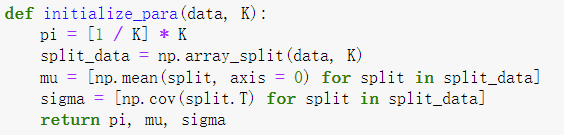 def initialize_para(data, K):
    pi = [1 / K] * K
    split_data = np.array_split(data, K)
    mu = [np.mean(split, axis = 0) for split in split_data]
    sigma = [np.cov(split.T) for split in split_data]
    return pi, mu, sigma